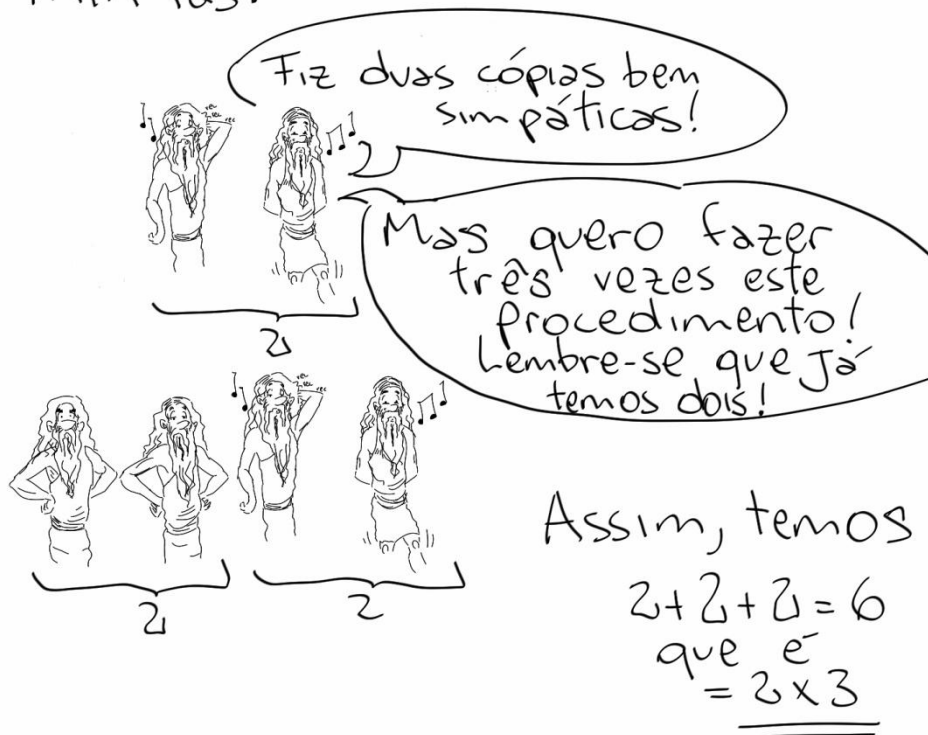 Fiz duas cópias bem
simpáticas!
Mas quero fazer
três vezes este
procedimento!
Lembre-se que já
temos dois!
2
2
2
Assim, temos
2+2+2=6
que é
= 2x3